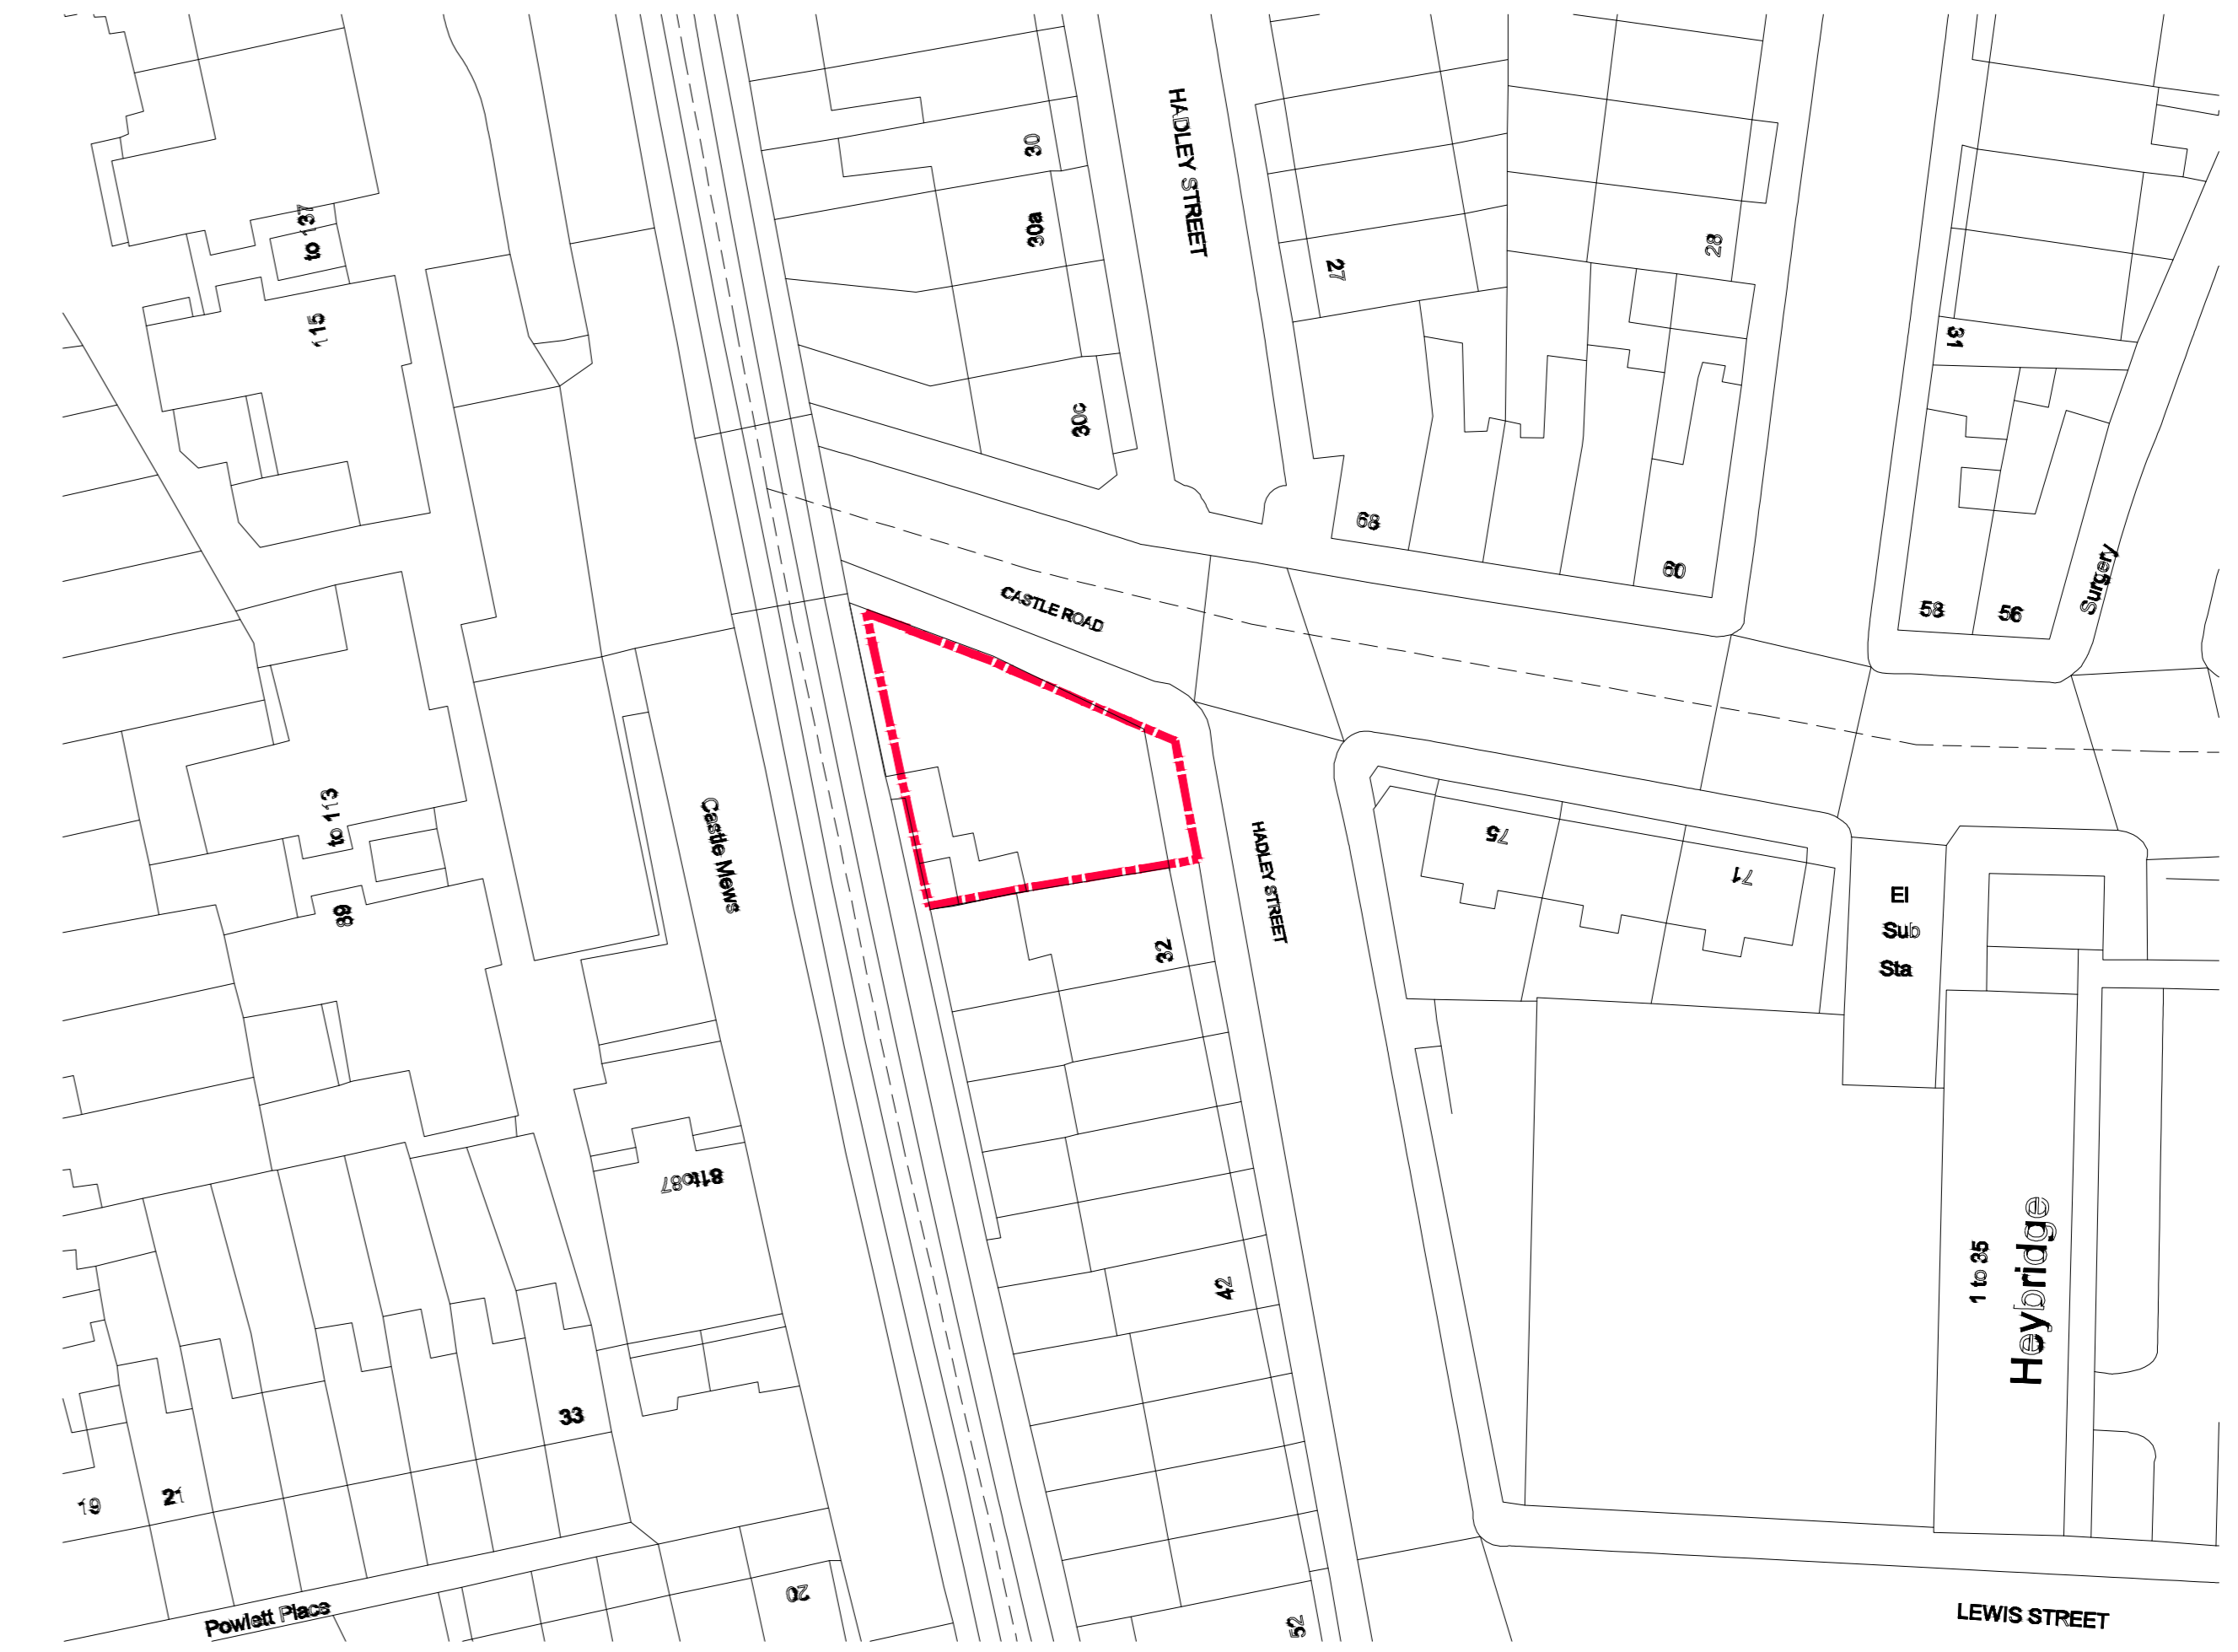 HADLEY STREET
30
to 137
30a
28
27
115
31
30c
68
60
Surgery
58
56
CASTLE ROAD
to 113
Castle Mews
75
HADLEY STREET
71
El
Sub
Sta
89
32
81to87
1 to 35
Heybridge
42
33
21
19
20
Powlett Place
LEWIS STREET
52